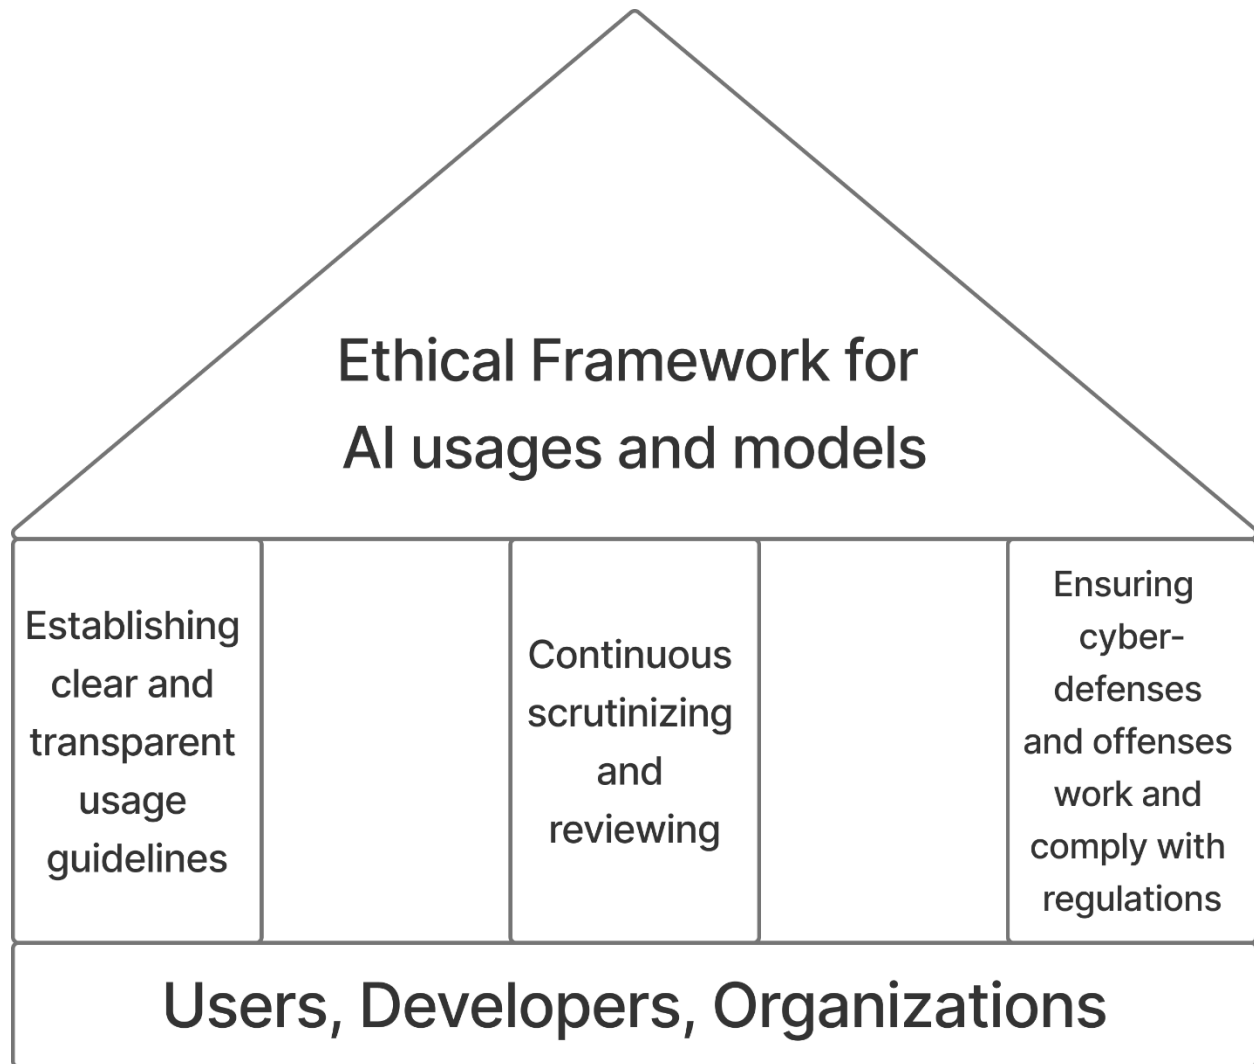 Ethical Framework for
AI usages and models
Establishing
clear and
transparent
usage
guidelines
Continuous
scrutinizing
and
reviewing
Ensuring
cyber-
defenses
and offenses
work and
comply with
regulations
Users, Developers, Organizations